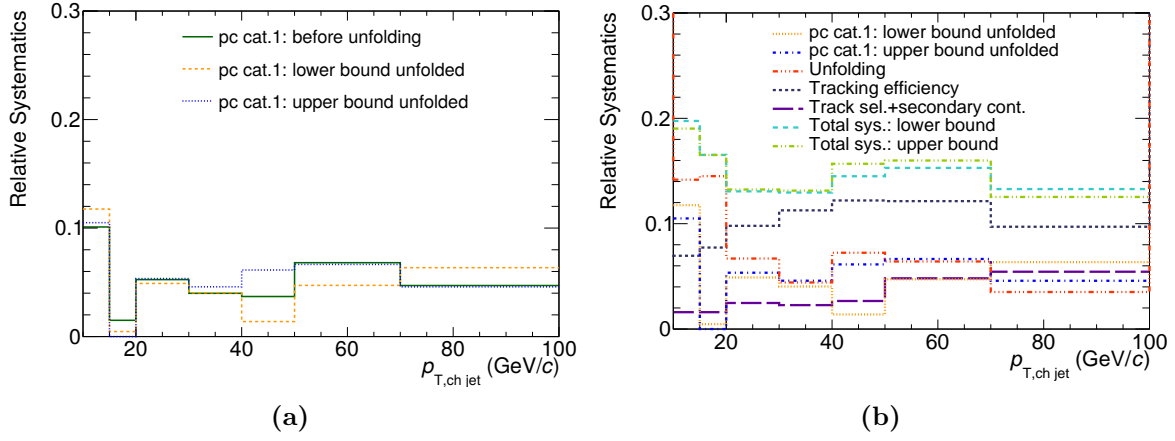 Relative Systematics
0.3
0.2
0.1
0
pc cat.1: before unfolding
pc cat.1: lower bound unfolded
pc cat.1: upper bound unfolded
20 40 60 80 100
p_T,ch jet (GeV/c)
(a)
Relative Systematics
0.3
0.2
0.1
0
pc cat.1: lower bound unfolded
pc cat.1: upper bound unfolded
Unfolding
Tracking efficiency
Track sel.+secondary cont.
Total sys.: lower bound
Total sys.: upper bound
20 40 60 80 100
p_T,ch jet (GeV/c)
(b)